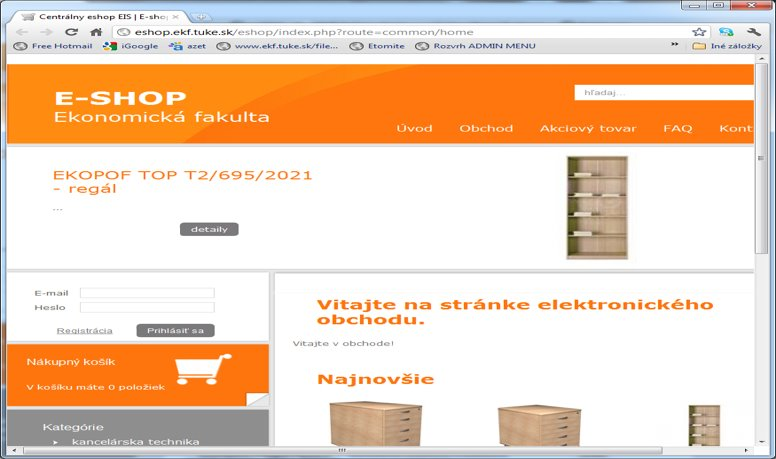 Centrálny eshop EIS | E-shop
eshop.ekf.tuke.sk/eshop/index.php?route=common/home
Free Hotmail iGoogle azet www.ekf.tuke.sk/file... Etomite Rozvrh ADMIN MENU » Iné záložky
E-SHOP
Ekonomická fakulta
hľadaj...
Úvod Obchod Akciový tovar FAQ Kont
EKOPOF TOP T2/695/2021
- regál
...
detaily
E-mail
Heslo
Registrácia Prihlásiť sa
Nákupný košík
V košíku máte 0 položiek
Kategórie
kancelárska technika
Vitajte na stránke elektronického
obchodu.
Vitajte v obchode!
Najnovšie